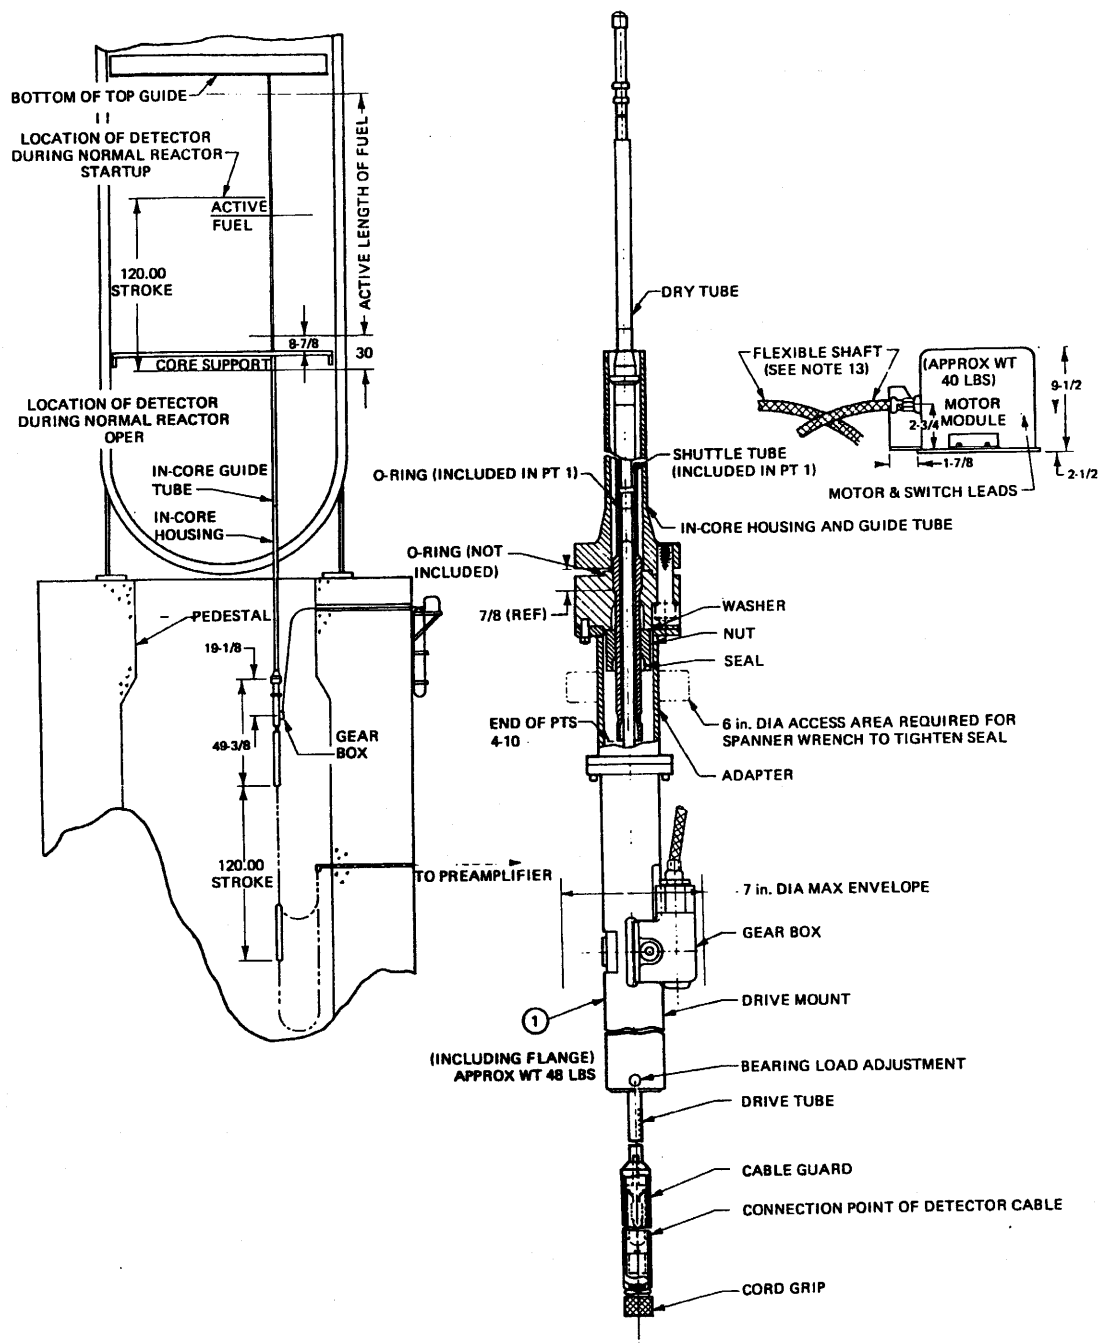 BOTTOM OF TOP GUIDE
LOCATION OF DETECTOR
DURING NORMAL REACTOR
STARTUP
ACTIVE
FUEL
ACTIVE LENGTH OF FUEL
120.00
STROKE
8-7/8
30
CORE SUPPORT
LOCATION OF DETECTOR
DURING NORMAL REACTOR
OPER
IN-CORE GUIDE
TUBE
IN-CORE
HOUSING
PEDESTAL
19-1/8
49-3/8
GEAR
BOX
120.00
STROKE
TO PREAMPLIFIER
DRY TUBE
FLEXIBLE SHAFT
(SEE NOTE 13)
(APPROX WT
40 LBS)
MOTOR
MODULE
9-1/2
2-3/4
1-7/8
2-1/2
MOTOR & SWITCH LEADS
O-RING (INCLUDED IN PT 1)
SHUTTLE TUBE
(INCLUDED IN PT 1)
IN-CORE HOUSING AND GUIDE TUBE
O-RING (NOT
INCLUDED)
7/8 (REF)
WASHER
NUT
SEAL
6 in. DIA ACCESS AREA REQUIRED FOR
SPANNER WRENCH TO TIGHTEN SEAL
END OF PTS
4-10
ADAPTER
7 in. DIA MAX ENVELOPE
GEAR BOX
DRIVE MOUNT
1
(INCLUDING FLANGE)
APPROX WT 48 LBS
BEARING LOAD ADJUSTMENT
DRIVE TUBE
CABLE GUARD
CONNECTION POINT OF DETECTOR CABLE
CORD GRIP